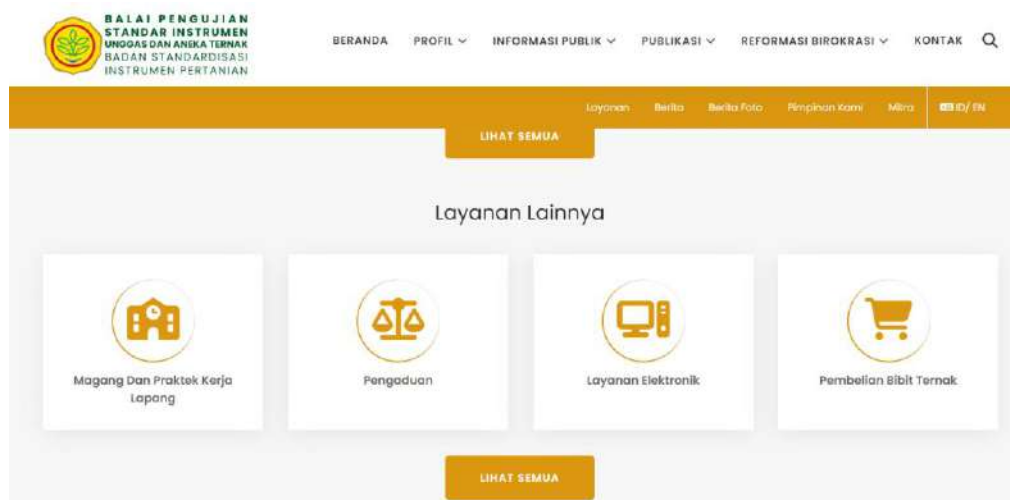 BALAI PENGUJIAN
STANDAR INSTRUMEN
UNGGAS DAN ANEKA TERNAK
BADAN STANDARDISASI
INSTRUMEN PERTANIAN
BERANDA PROFIL INFORMASI PUBLIK PUBLIKASI REFORMASI BIROKRASI KONTAK
Layanan Berita Berita Foto Pimpinan Kami Mitra ID/ EN
LIHAT SEMUA
Layanan Lainnya
Magang Dan Praktek Kerja
Lapang
Pengaduan
Layanan Elektronik
Pembelian Bibit Ternak
LIHAT SEMUA